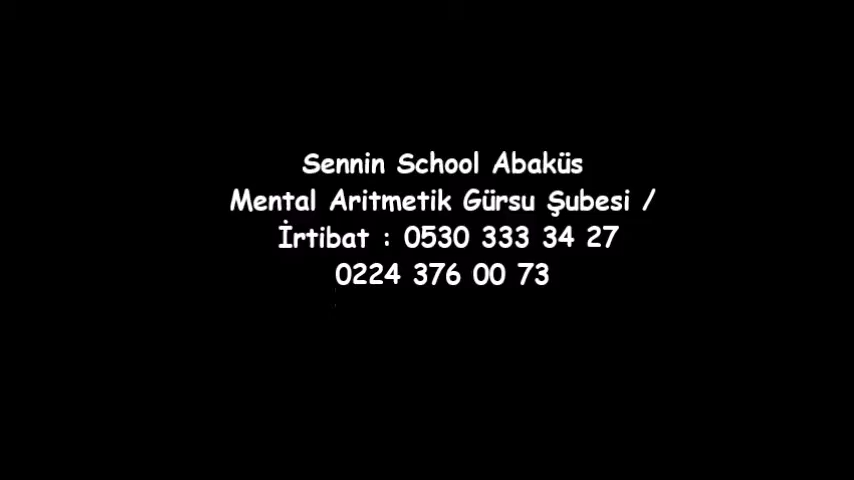 Sennin School Abaküs
Mental Aritmetik Gürsu Şubesi /
İrtibat : 0530 333 34 27
0224 376 00 73